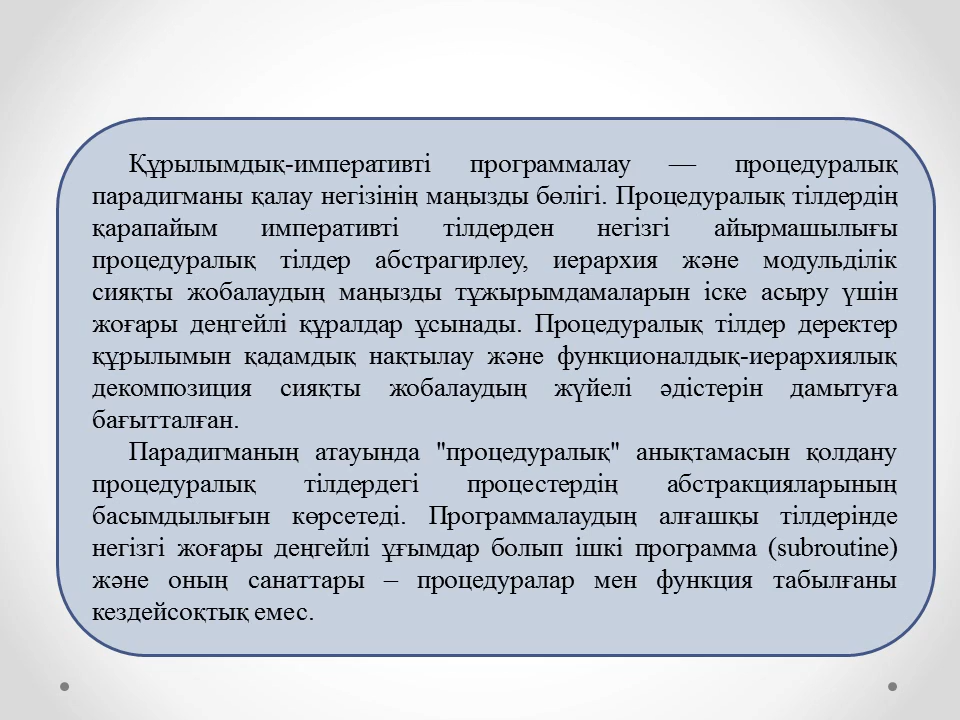 Құрылымдық-императивті программалау — процедуралық
парадигманы қалау негізінің маңызды бөлігі. Процедуралық тілдердің
қарапайым императивті тілдерден негізгі айырмашылығы
процедуралық тілдер абстрагирлеу, иерархия және модульділік
сияқты жобалаудың маңызды тұжырымдамаларын іске асыру үшін
жоғары деңгейлі құралдар ұсынады. Процедуралық тілдер деректер
құрылымын қадамдық нақтылау және функционалдық-иерархиялық
декомпозиция сияқты жобалаудың жүйелі әдістерін дамытуға
бағытталған.
Парадигманың атауында "процедуралық" анықтамасын қолдану
процедуралық тілдердегі процестердің абстракцияларының
басымдылығын көрсетеді. Программалаудың алғашқы тілдерінде
негізгі жоғары деңгейлі ұғымдар болып ішкі программа (subroutine)
және оның санаттары – процедуралар мен функция табылғаны
кездейсоқтық емес.